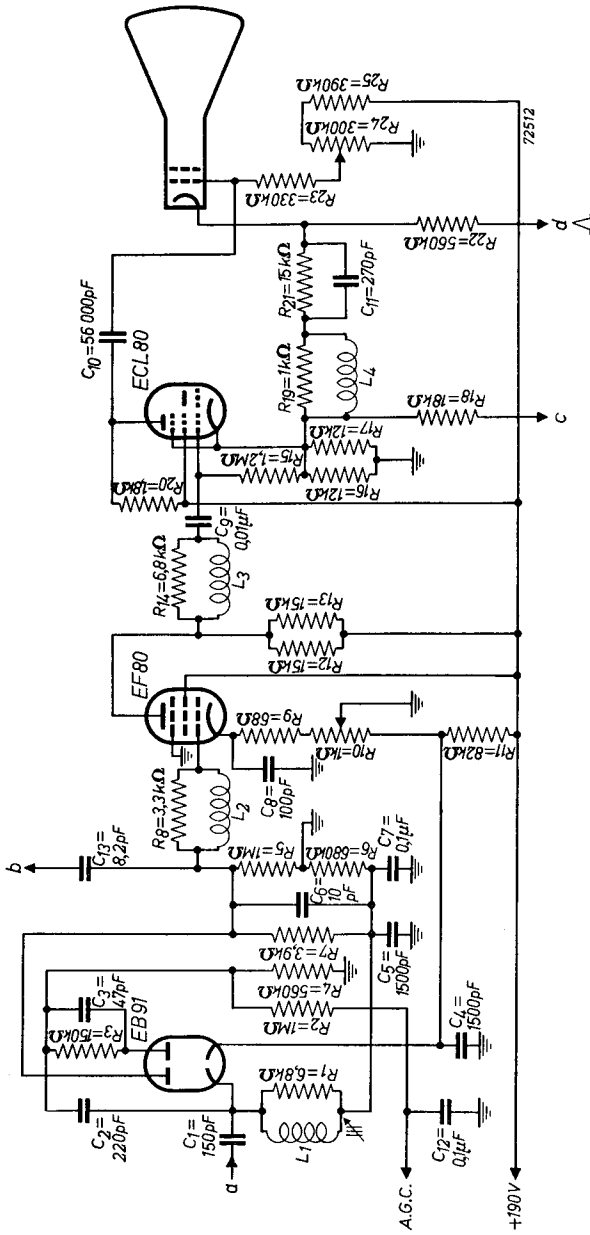 a
C1=
150pF
C2=
220pF
R3=150kΩ
C3=
47pF
EB91
L1
R1=6,8kΩ
A.G.C.
C12=
0,1µF
R2=1MΩ
R4=560kΩ
C4=
1500pF
R7=3,9kΩ
C5=
1500pF
C6=
10
pF
R5=1MΩ
R6=680kΩ
C7=
0,1µF
b
C13=
8,2pF
R8=3,3kΩ
L2
EF80
C8=
100pF
R9=68Ω
R10=1kΩ
R11=82kΩ
+190V
R12=15kΩ
R13=15kΩ
R14=6,8kΩ
L3
C9=
0,01µF
R20=1,8kΩ
ECL80
C10=56 000pF
R15=1,2MΩ
R16=12kΩ
R17=12kΩ
R18=18kΩ
c
R19=1kΩ
L4
R21=15kΩ
C11=270pF
R22=560kΩ
d
R23=330kΩ
R24=300kΩ
R25=390kΩ
72512